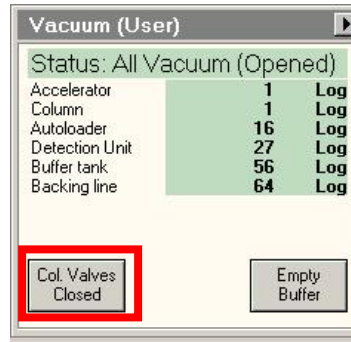 Vacuum (User)
Status: All Vacuum (Opened)
Accelerator 1 Log
Column 1 Log
Autoloader 16 Log
Detection Unit 27 Log
Buffer tank 56 Log
Backing line 64 Log
Col. Valves Closed
Empty Buffer